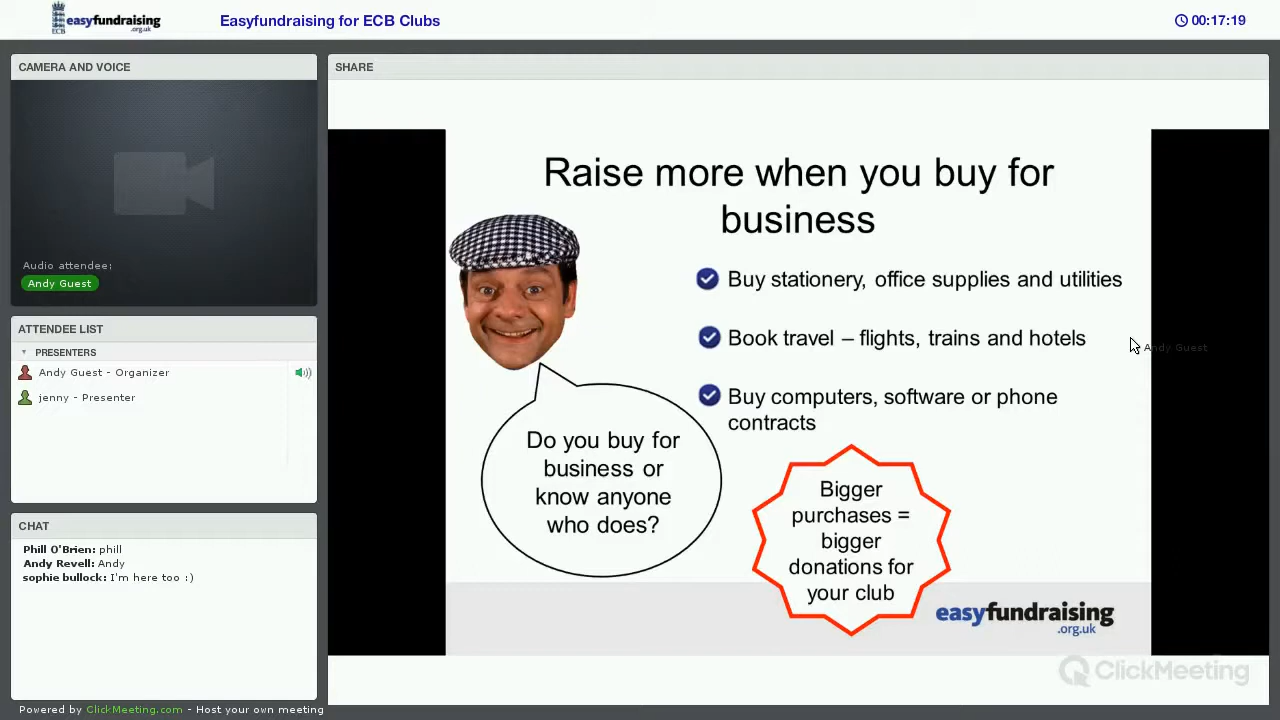 ECB
easyfundraising
.org.uk
Easyfundraising for ECB Clubs
00:17:19
CAMERA AND VOICE
Audio attendee:
Andy Guest
ATTENDEE LIST
PRESENTERS
Andy Guest - Organizer
jenny - Presenter
CHAT
Phill O'Brien: phill
Andy Revell: Andy
sophie bullock: I'm here too :)
Powered by ClickMeeting.com - Host your own meeting
SHARE
Raise more when you buy for
business
Buy stationery, office supplies and utilities
Book travel – flights, trains and hotels
Andy Guest
Buy computers, software or phone
contracts
Do you buy for
business or
know anyone
who does?
Bigger
purchases =
bigger
donations for
your club
easyfundraising
.org.uk
ClickMeeting